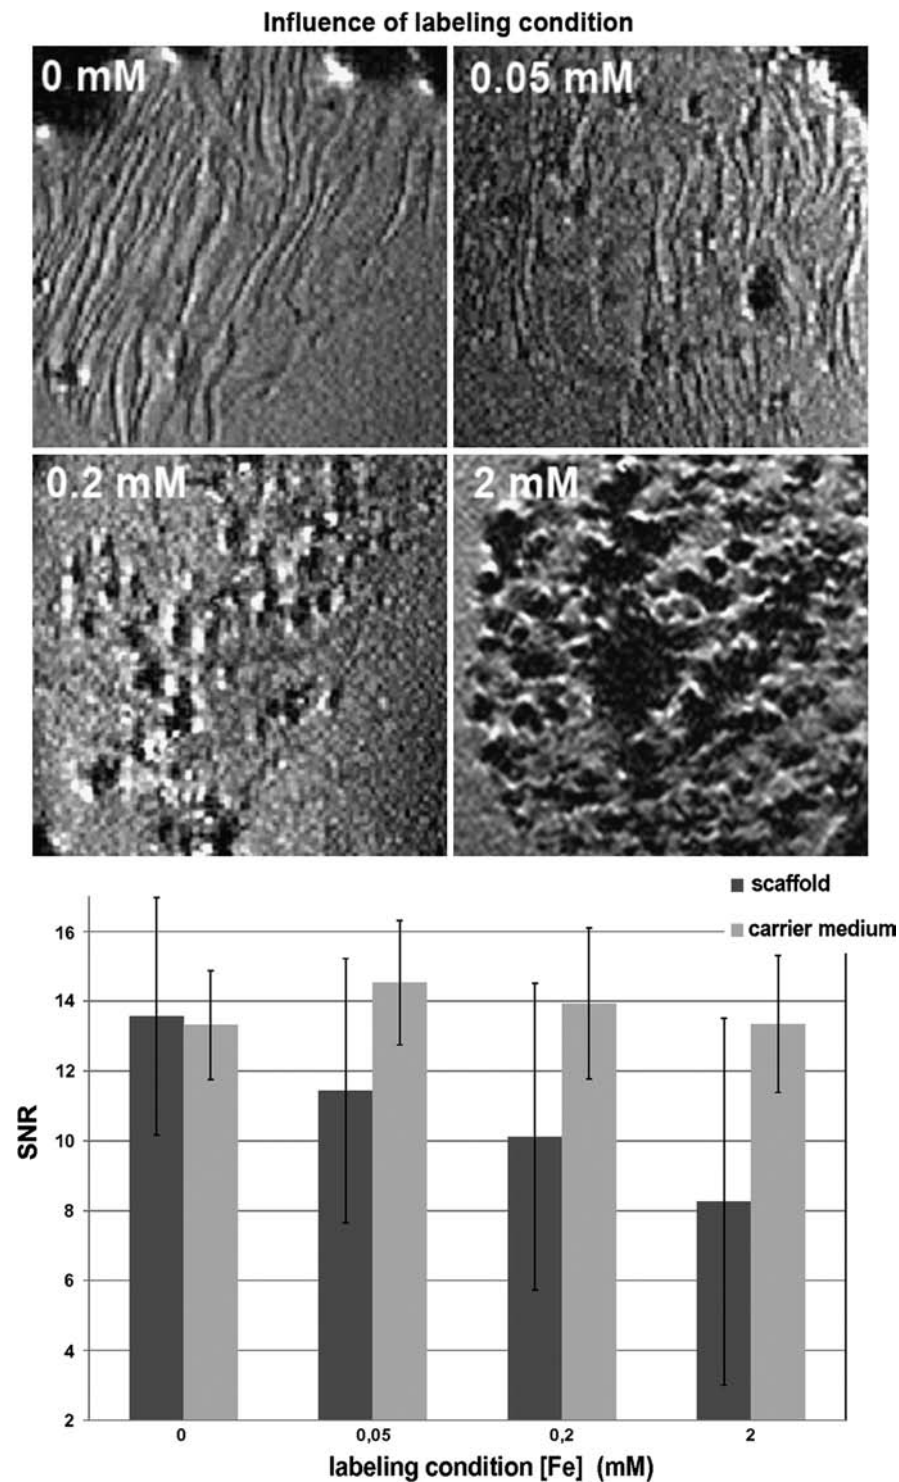 Influence of labeling condition
0 mM
0.05 mM
0.2 mM
2 mM
scaffold
carrier medium
16
14
12
10
8
6
4
2
SNR
0
0,05
0,2
2
labeling condition [Fe] (mM)